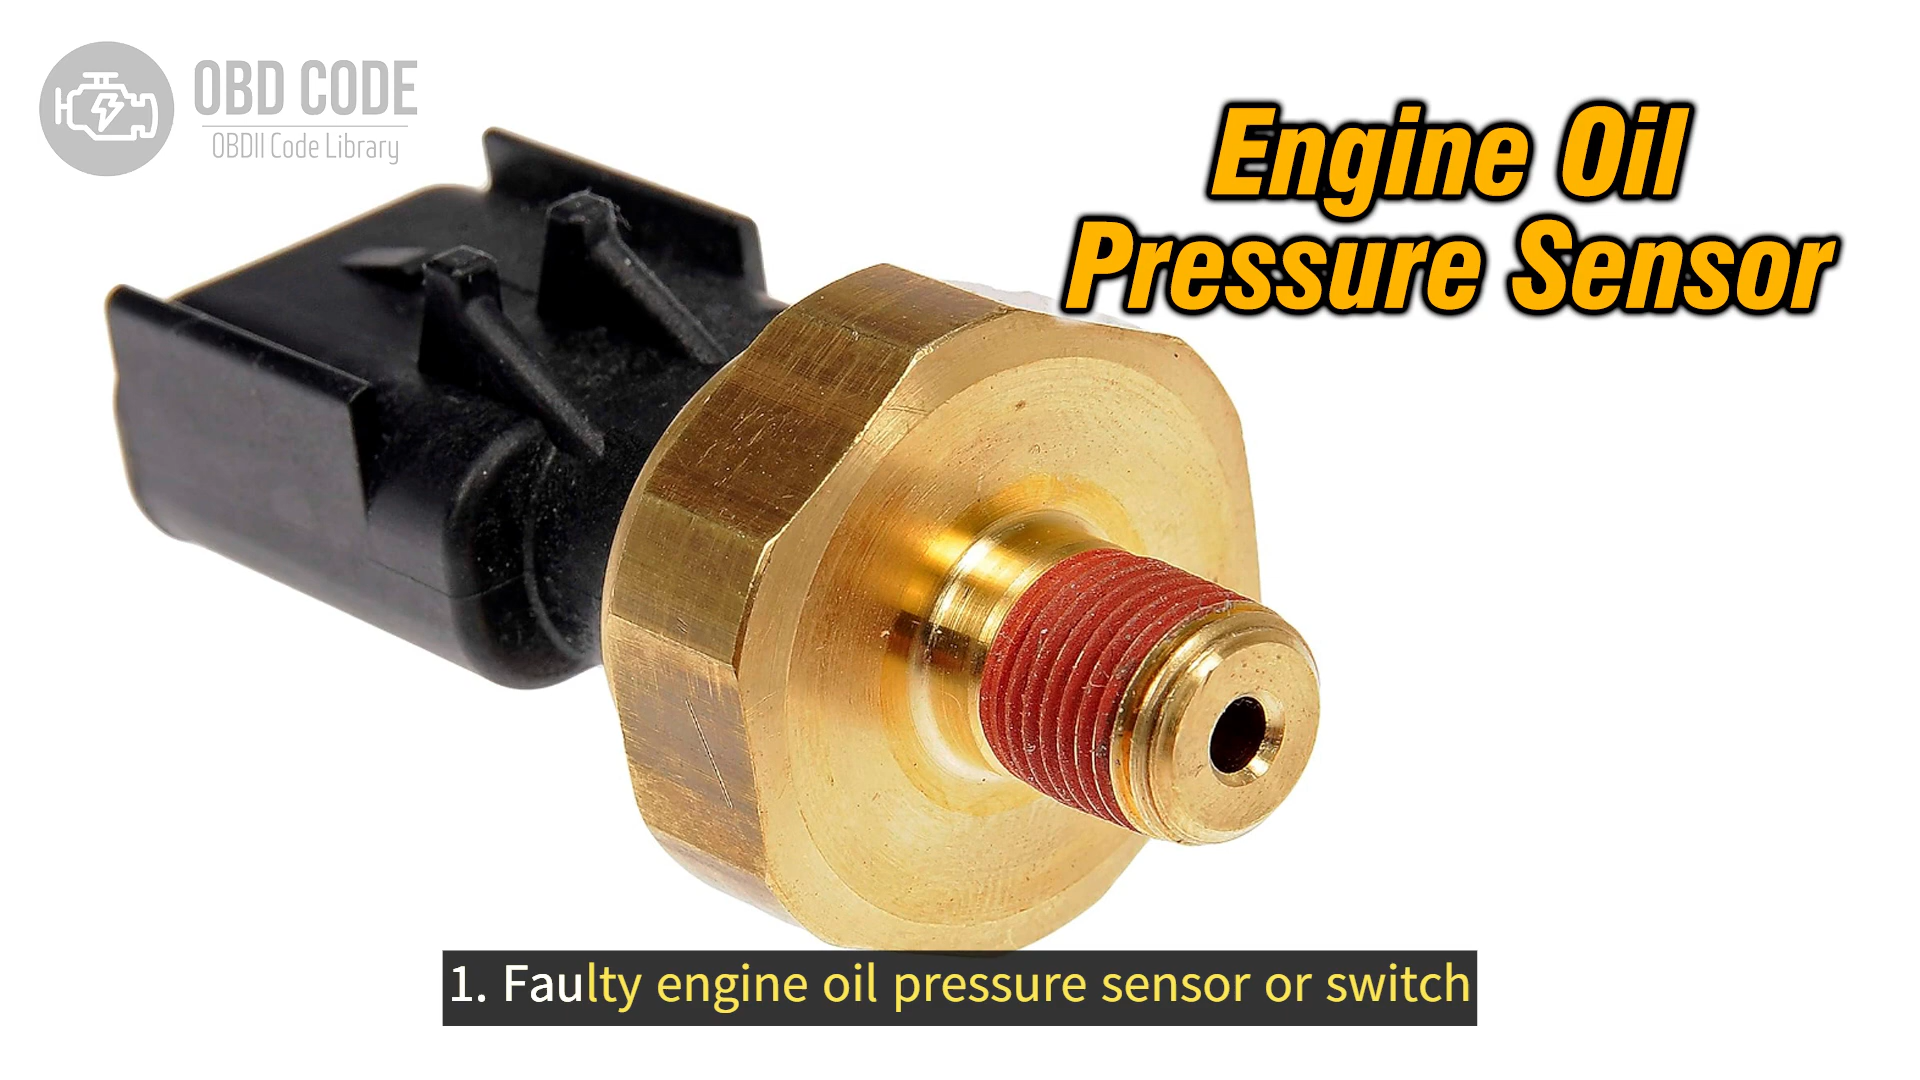 OBD CODE
OBDII Code Library
Engine Oil
Pressure Sensor
1. Faulty engine oil pressure sensor or switch